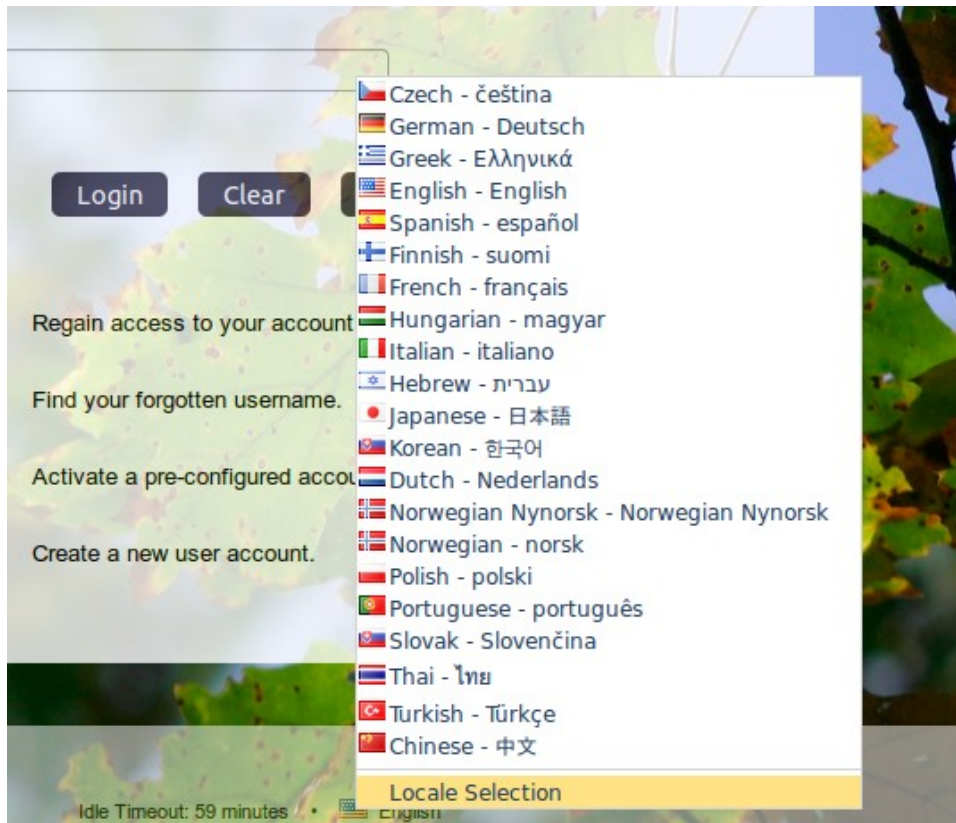 Login
Clear
Regain access to your account
Find your forgotten username.
Activate a pre-configured accou
Create a new user account.
Czech - čeština
German - Deutsch
Greek - Ελληνικά
English - English
Spanish - español
Finnish - suomi
French - français
Hungarian - magyar
Italian - italiano
Hebrew - עברית
Japanese - 日本語
Korean - 한국어
Dutch - Nederlands
Norwegian Nynorsk - Norwegian Nynorsk
Norwegian - norsk
Polish - polski
Portuguese - português
Slovak - Slovenčina
Thai - ไทย
Turkish - Türkçe
Chinese - 中文
Locale Selection
Idle Timeout: 59 minutes • English